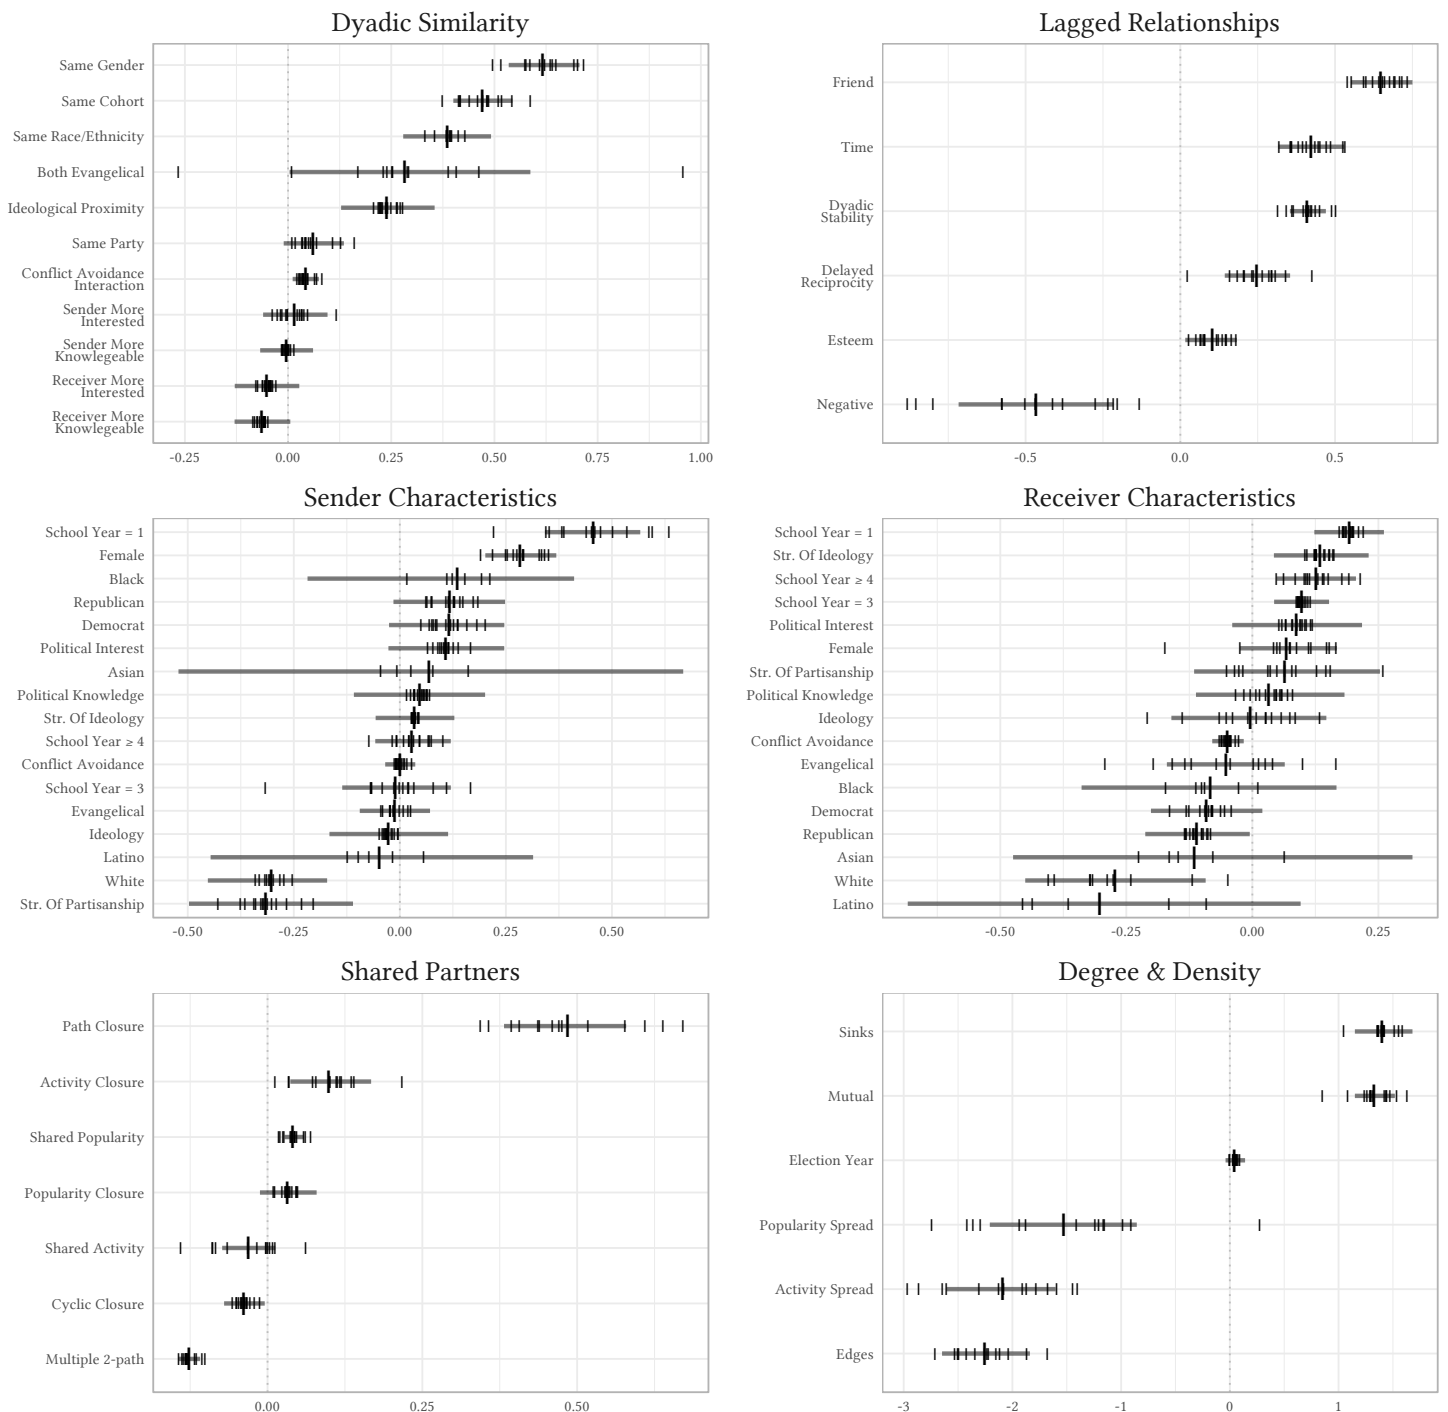 Dyadic Similarity
Same Gender
Same Cohort
Same Race/Ethnicity
Both Evangelical
Ideological Proximity
Same Party
Conflict Avoidance
Interaction
Sender More
Interested
Sender More
Knowlegeable
Receiver More
Interested
Receiver More
Knowlegeable
-0.25 0.00 0.25 0.50 0.75 1.00
Lagged Relationships
Friend
Time
Dyadic
Stability
Delayed
Reciprocity
Esteem
Negative
-0.5 0.0 0.5
Sender Characteristics
School Year = 1
Female
Black
Republican
Democrat
Political Interest
Asian
Political Knowledge
Str. Of Ideology
School Year ≥ 4
Conflict Avoidance
School Year = 3
Evangelical
Ideology
Latino
White
Str. Of Partisanship
-0.50 -0.25 0.00 0.25 0.50
Receiver Characteristics
School Year = 1
Str. Of Ideology
School Year ≥ 4
School Year = 3
Political Interest
Female
Str. Of Partisanship
Political Knowledge
Ideology
Conflict Avoidance
Evangelical
Black
Democrat
Republican
Asian
White
Latino
-0.50 -0.25 0.00 0.25
Shared Partners
Path Closure
Activity Closure
Shared Popularity
Popularity Closure
Shared Activity
Cyclic Closure
Multiple 2-path
0.00 0.25 0.50
Degree & Density
Sinks
Mutual
Election Year
Popularity Spread
Activity Spread
Edges
-3 -2 -1 0 1